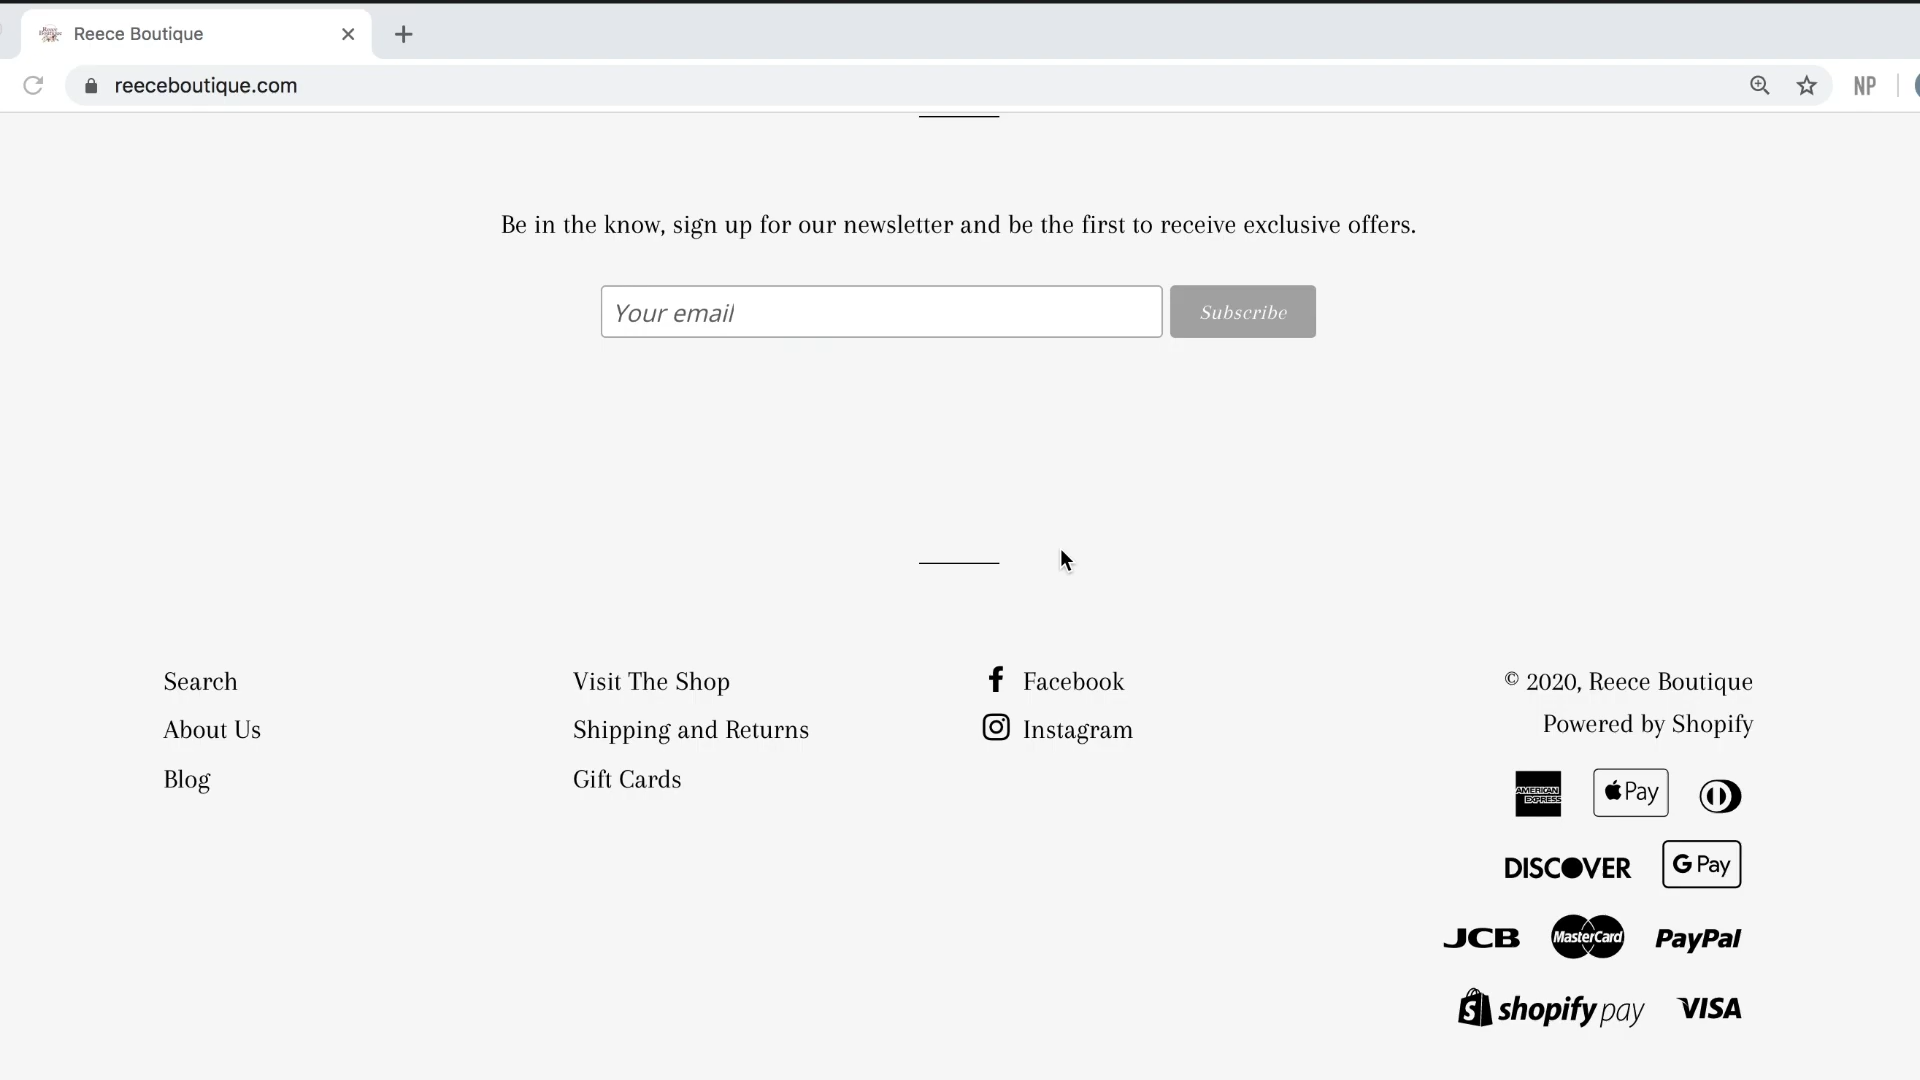 Reece Boutique
reeceboutique.com
NP
Be in the know, sign up for our newsletter and be the first to receive exclusive offers.
Your email
Subscribe
Search
About Us
Blog
Visit The Shop
Shipping and Returns
Gift Cards
Facebook
Instagram
© 2020, Reece Boutique
Powered by Shopify
AMERICAN EXPRESS
Pay
DISCOVER
G Pay
JCB
MasterCard
PayPal
shopify pay
VISA